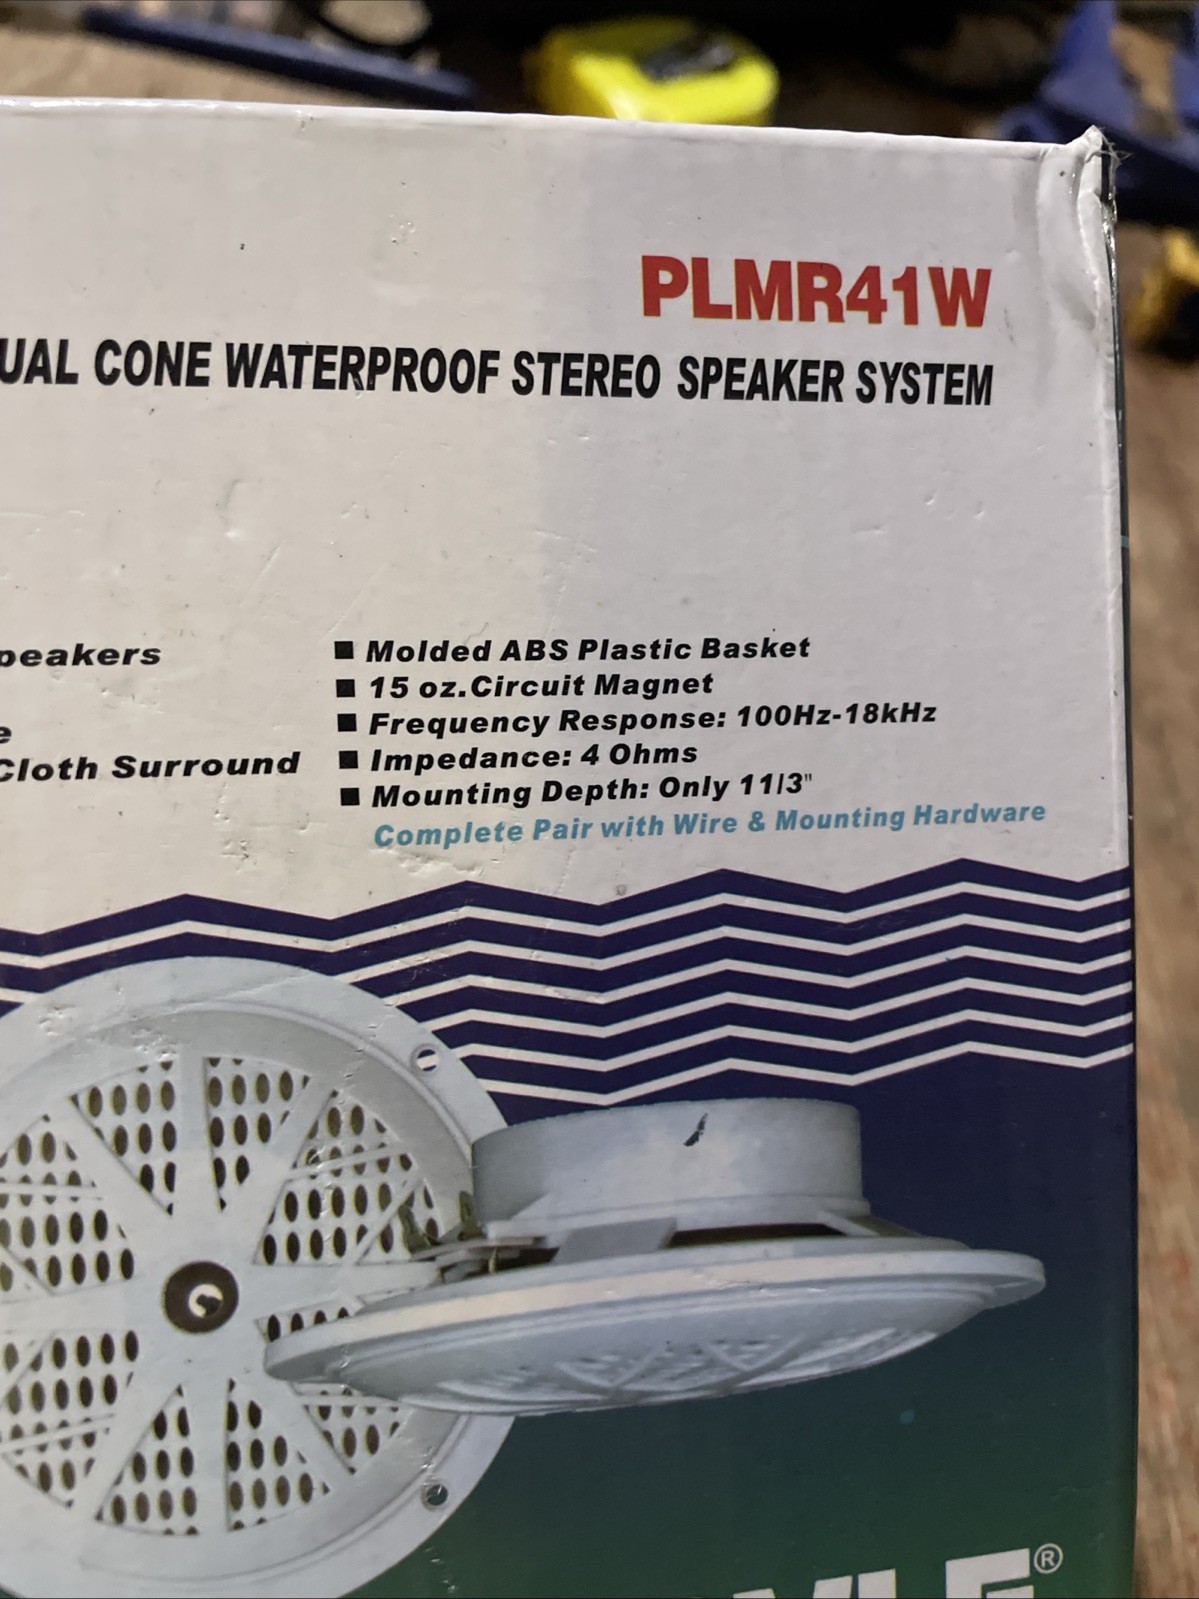 PLMR41W
UAL CONE WATERPROOF STEREO SPEAKER SYSTEM
peakers
e
Cloth Surround
■ Molded ABS Plastic Basket
■ 15 oz.Circuit Magnet
■ Frequency Response: 100Hz-18kHz
■ Impedance: 4 Ohms
■ Mounting Depth: Only 11/3"
Complete Pair with Wire & Mounting Hardware
YLE®